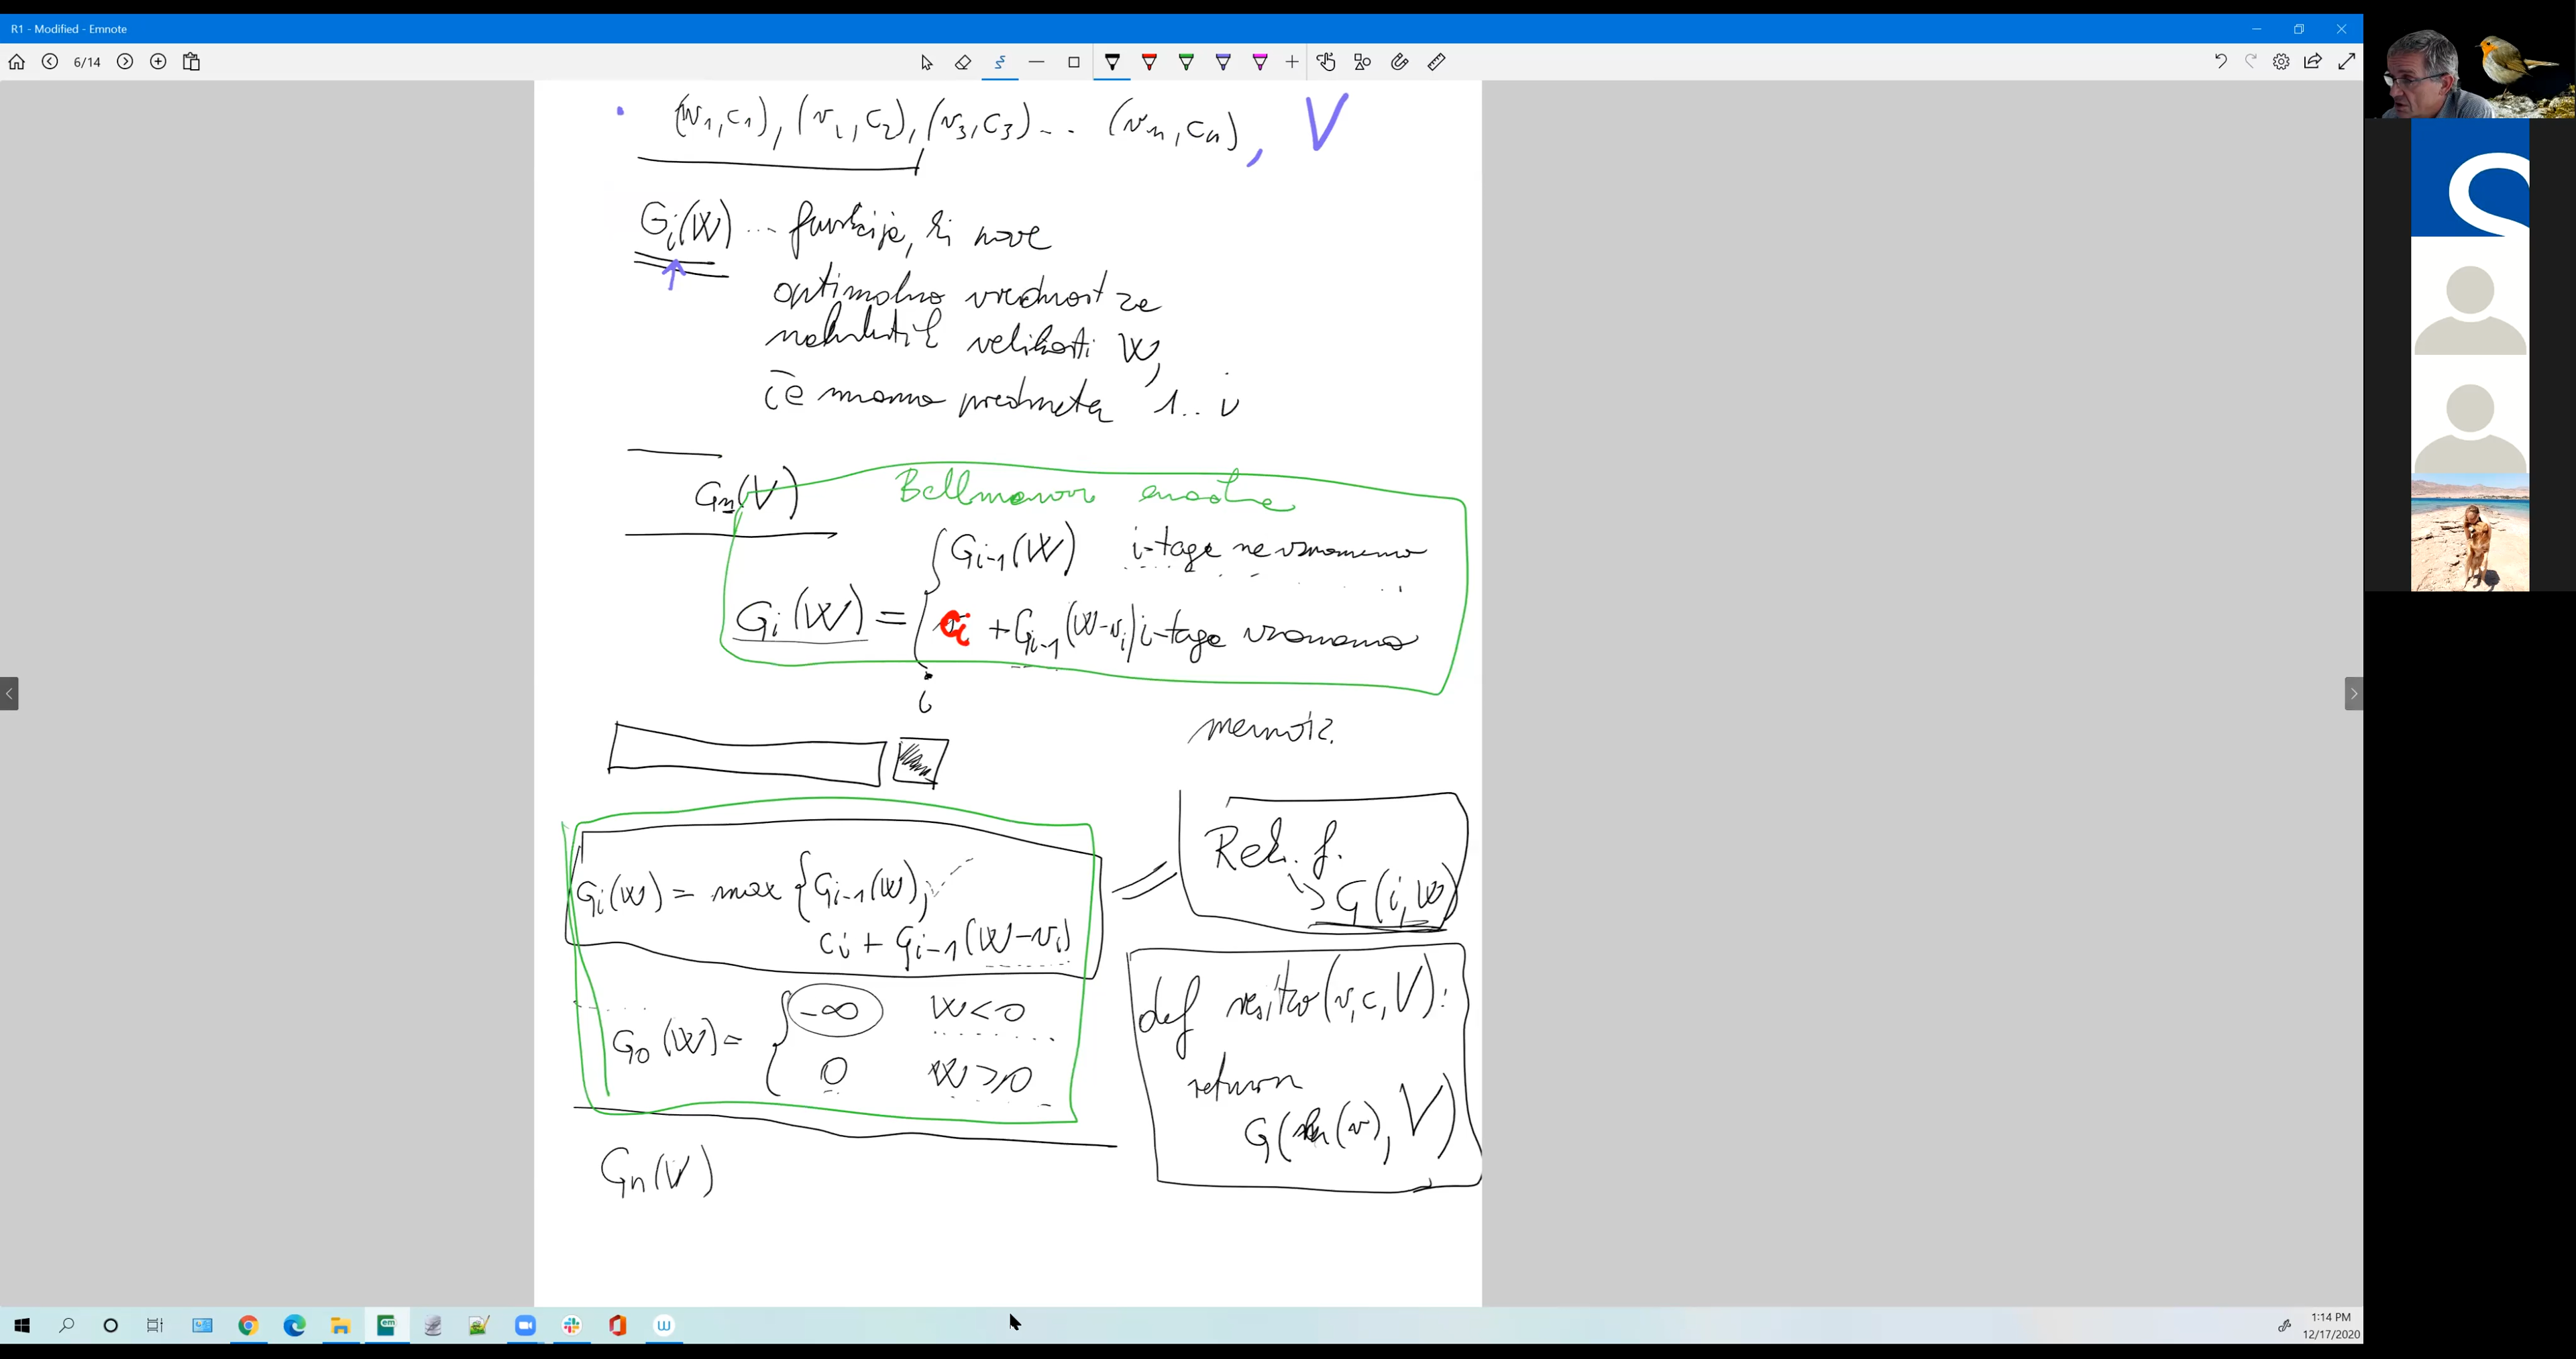 R1 - Modified - Emnote
6/14
(v1,c1), (v2,c2), (v3,c3)... (vn,cn), V
Gi(W) ... funkcija, ki pove
optimalno vrednost za
nahrbtnik velikosti W,
če imamo predmeta 1.. i
Gn(V)
Bellmanova enačba
Gi-1(W) i-tega ne vzamemo
Gi(W) =
ci + Gi-1(W-vi) i-tega vzamemo
i
memoiz.
Rek. f.
G(i,W)
Gi(W) = max {Gi-1(W),
ci + Gi-1(W-vi)
G0(W) =
-∞ W<0
0 W≥0
def (v,c,V):
return
G(len(v), V)
Gn(V)
1:14 PM
12/17/2020